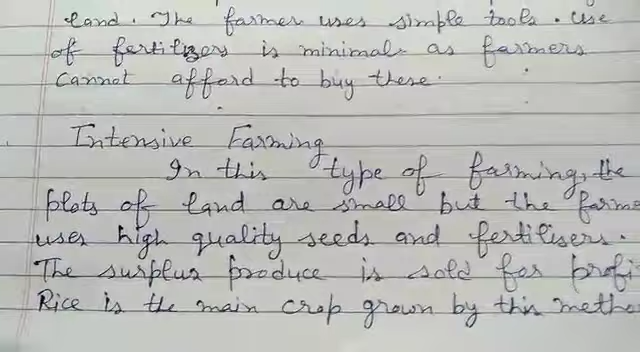 land. The farmer uses simple tools. Use
of fertilizers is minimal as farmers
cannot afford to buy these.
Intensive Farming
In this type of farming, the
plots of land are small but the farme
uses high quality seeds and fertilisers.
The surplus produce is sold for profi
Rice is the main crop grown by this metho